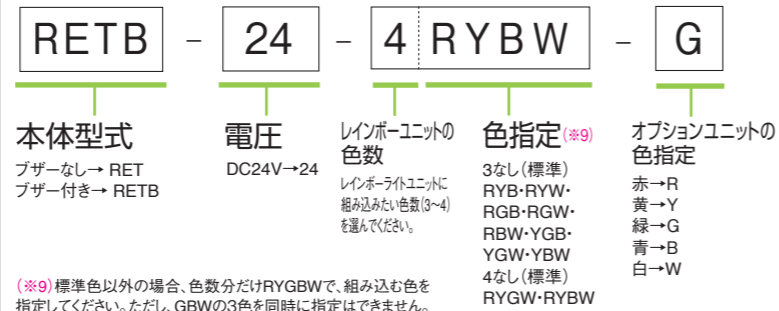 RETB - 24 - 4 RYBW - G
本体型式
ブザーなし→ RET
ブザー付き→ RETB
電圧
DC24V→24
レインボーユニットの
色数
レインボーライトユニットに
組み込みたい色数(3~4)
を選んでください。
色指定(※9)
3なし(標準)
RYB・RYW・
RGB・RGW・
RBW・YGB・
YGW・YBW
4なし(標準)
RYGW・RYBW
オプションユニットの
色指定
赤→R
黄→Y
緑→G
青→B
白→W
(※9)標準色以外の場合、色数分だけRYGBWで、組み込む色を
指定してください。ただし、GBWの3色を同時に指定はできません。